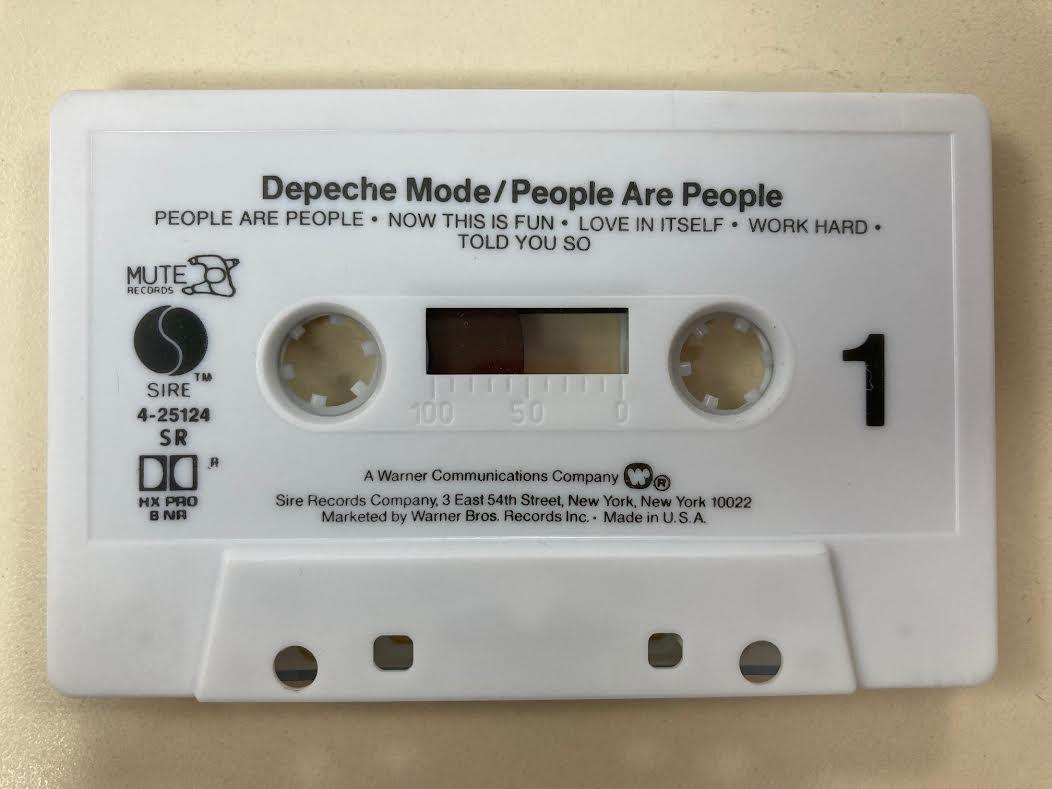 Depeche Mode/People Are People
PEOPLE ARE PEOPLE • NOW THIS IS FUN • LOVE IN ITSELF • WORK HARD •
TOLD YOU SO
MUTE
RECORDS
SIRE ™
4-25124
SR
HX PRO
B NR
1
100 50 0
A Warner Communications Company W ®
Sire Records Company, 3 East 54th Street, New York, New York 10022
Marketed by Warner Bros. Records Inc. • Made in U.S.A.